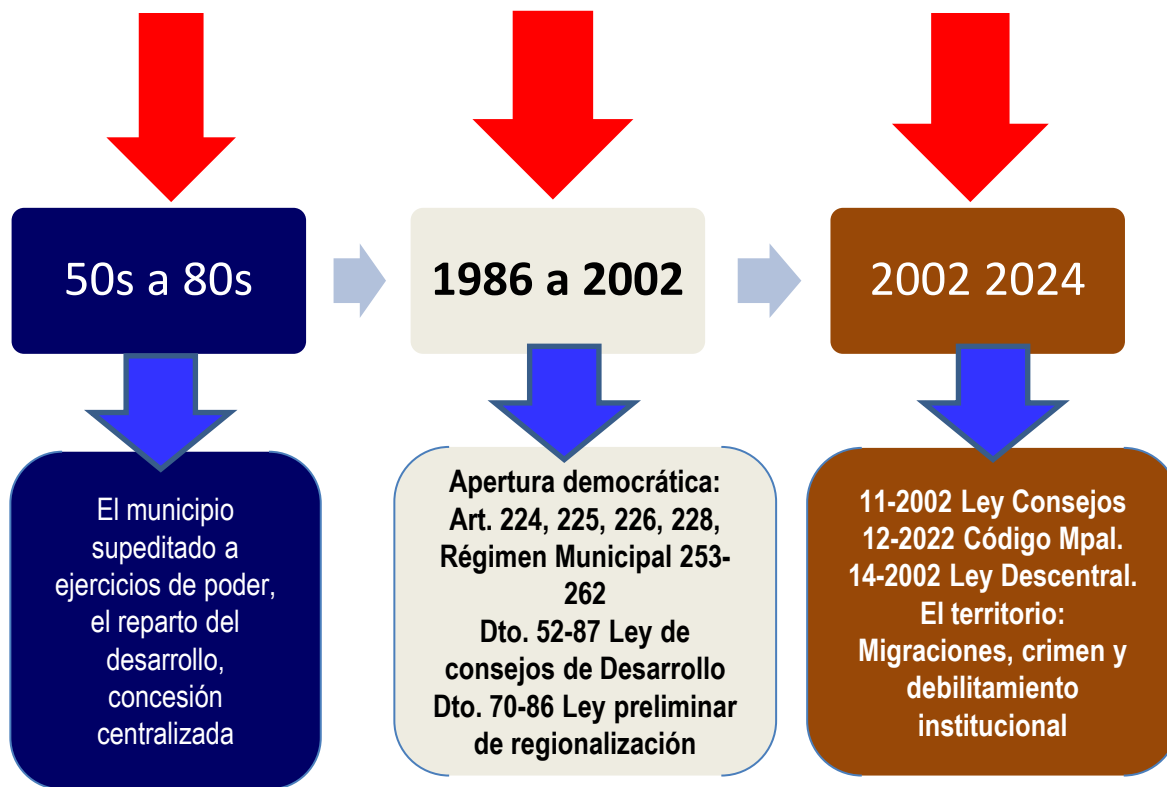 50s a 80s
1986 a 2002
2002 2024
El municipio
supeditado a
ejercicios de poder,
el reparto del
desarrollo,
concesión
centralizada
Apertura democrática:
Art. 224, 225, 226, 228,
Régimen Municipal 253-
262
Dto. 52-87 Ley de
consejos de Desarrollo
Dto. 70-86 Ley preliminar
de regionalización
11-2002 Ley Consejos
12-2022 Código Mpal.
14-2002 Ley Descentral.
El territorio:
Migraciones, crimen y
debilitamiento
institucional